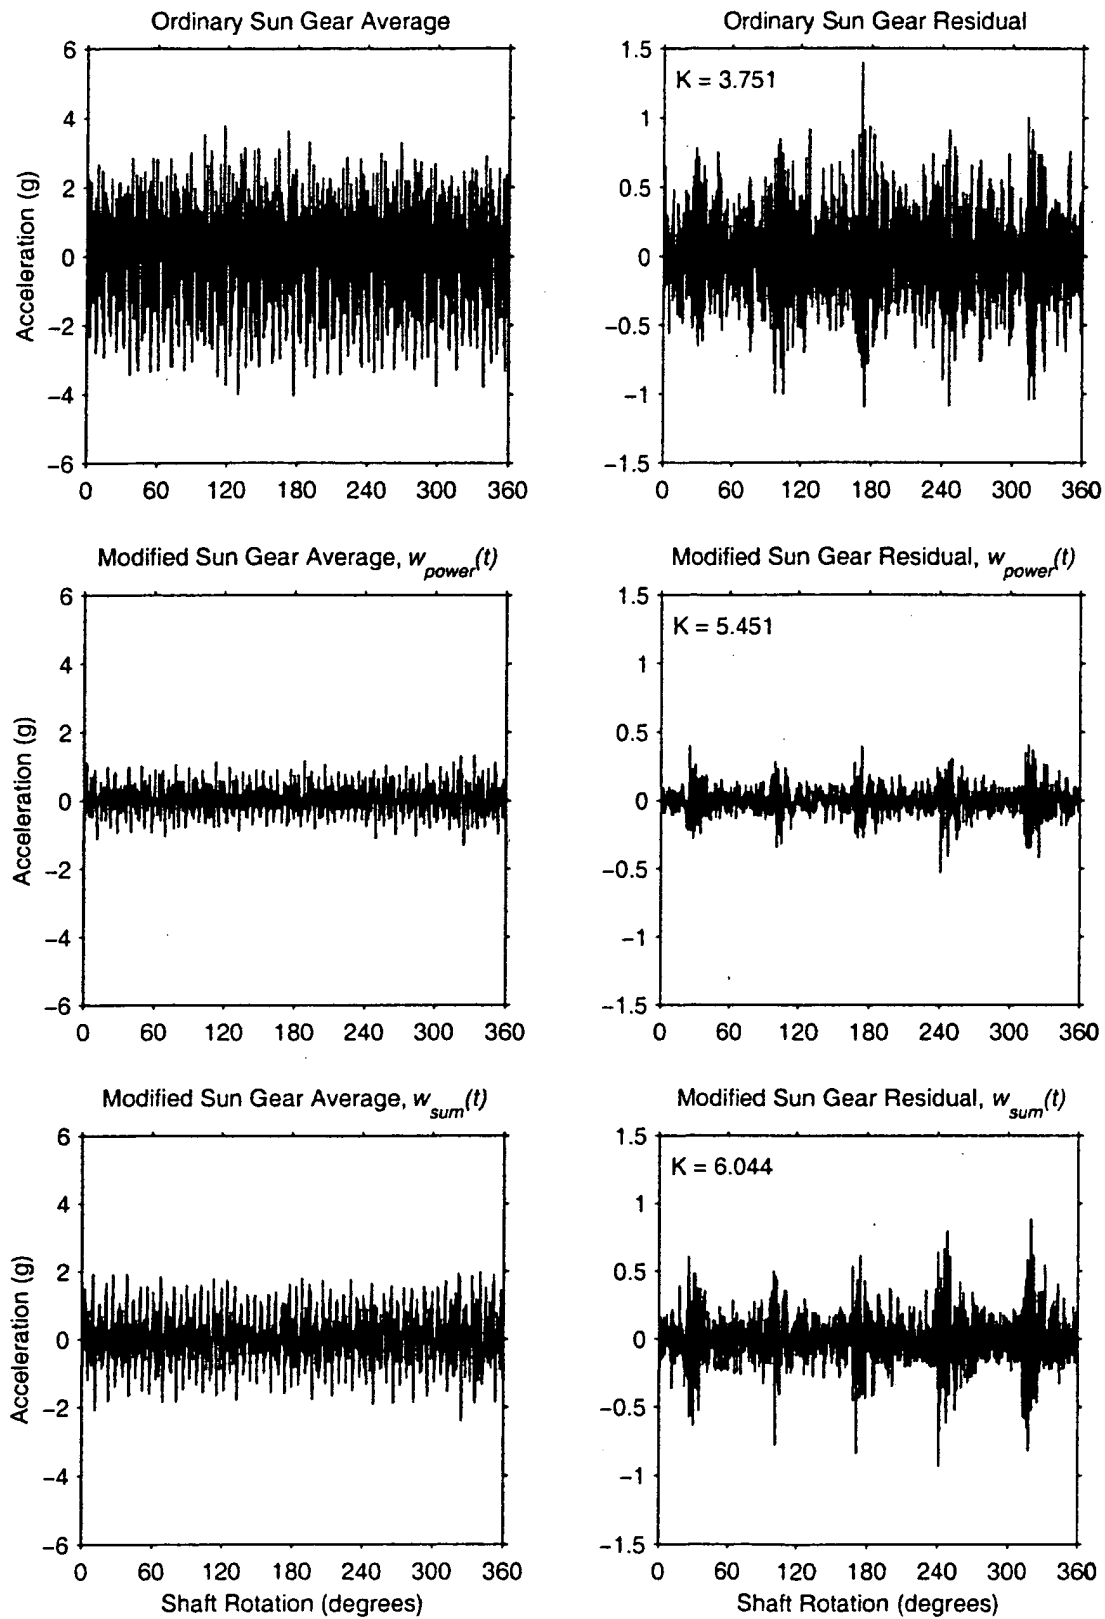 Ordinary Sun Gear Average
Acceleration (g)
6
4
2
0
−2
−4
−6
0 60 120 180 240 300 360
Ordinary Sun Gear Residual
K = 3.751
1.5
1
0.5
0
−0.5
−1
−1.5
0 60 120 180 240 300 360
Modified Sun Gear Average, w_power(t)
Acceleration (g)
6
4
2
0
−2
−4
−6
0 60 120 180 240 300 360
Modified Sun Gear Residual, w_power(t)
K = 5.451
1.5
1
0.5
0
−0.5
−1
−1.5
0 60 120 180 240 300 360
Modified Sun Gear Average, w_sum(t)
Acceleration (g)
6
4
2
0
−2
−4
−6
0 60 120 180 240 300 360
Shaft Rotation (degrees)
Modified Sun Gear Residual, w_sum(t)
K = 6.044
1.5
1
0.5
0
−0.5
−1
−1.5
0 60 120 180 240 300 360
Shaft Rotation (degrees)